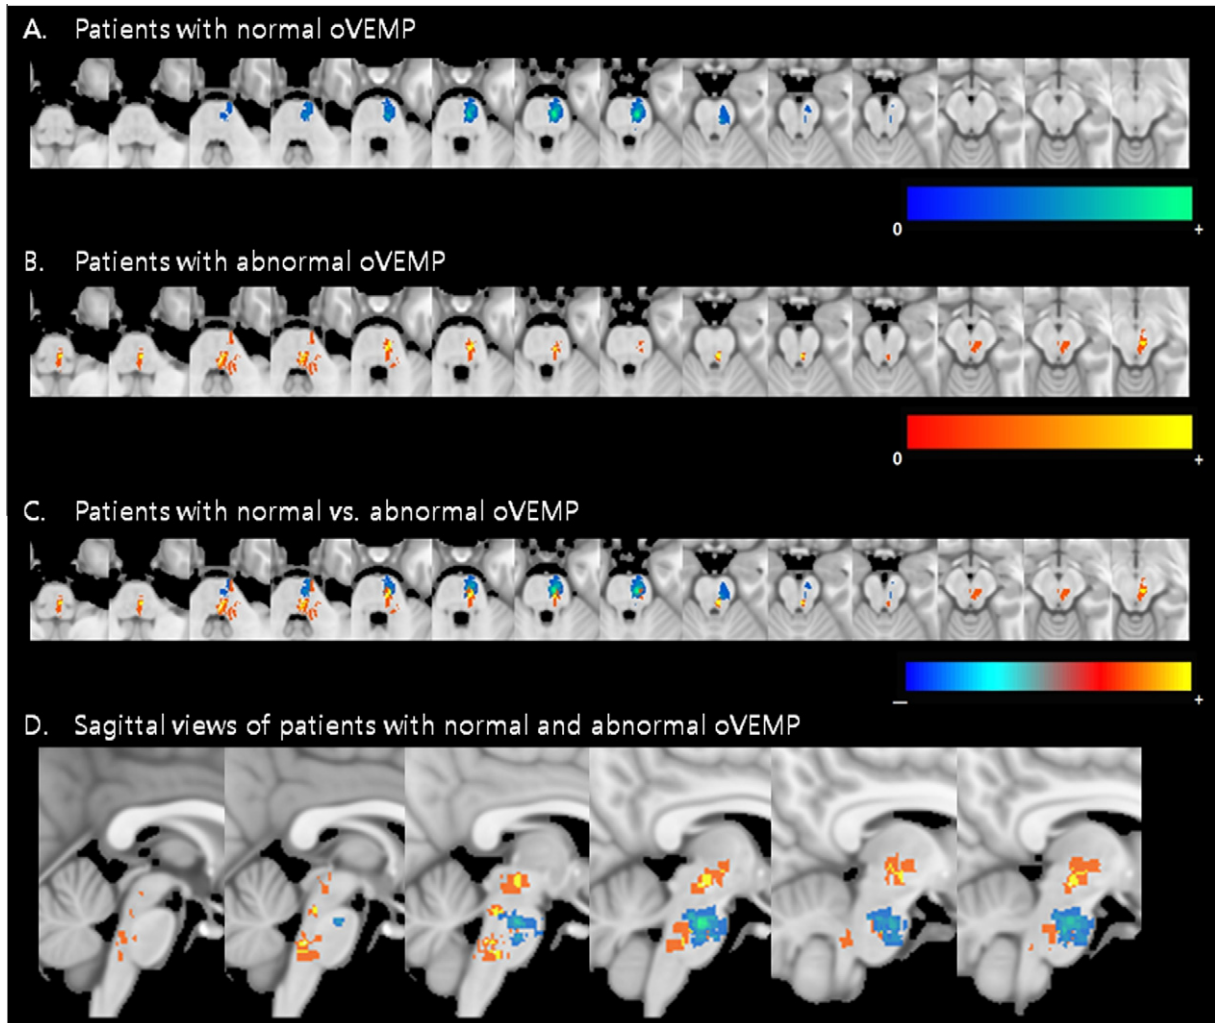 A. Patients with normal oVEMP
0 +
B. Patients with abnormal oVEMP
0 +
C. Patients with normal vs. abnormal oVEMP
— +
D. Sagittal views of patients with normal and abnormal oVEMP